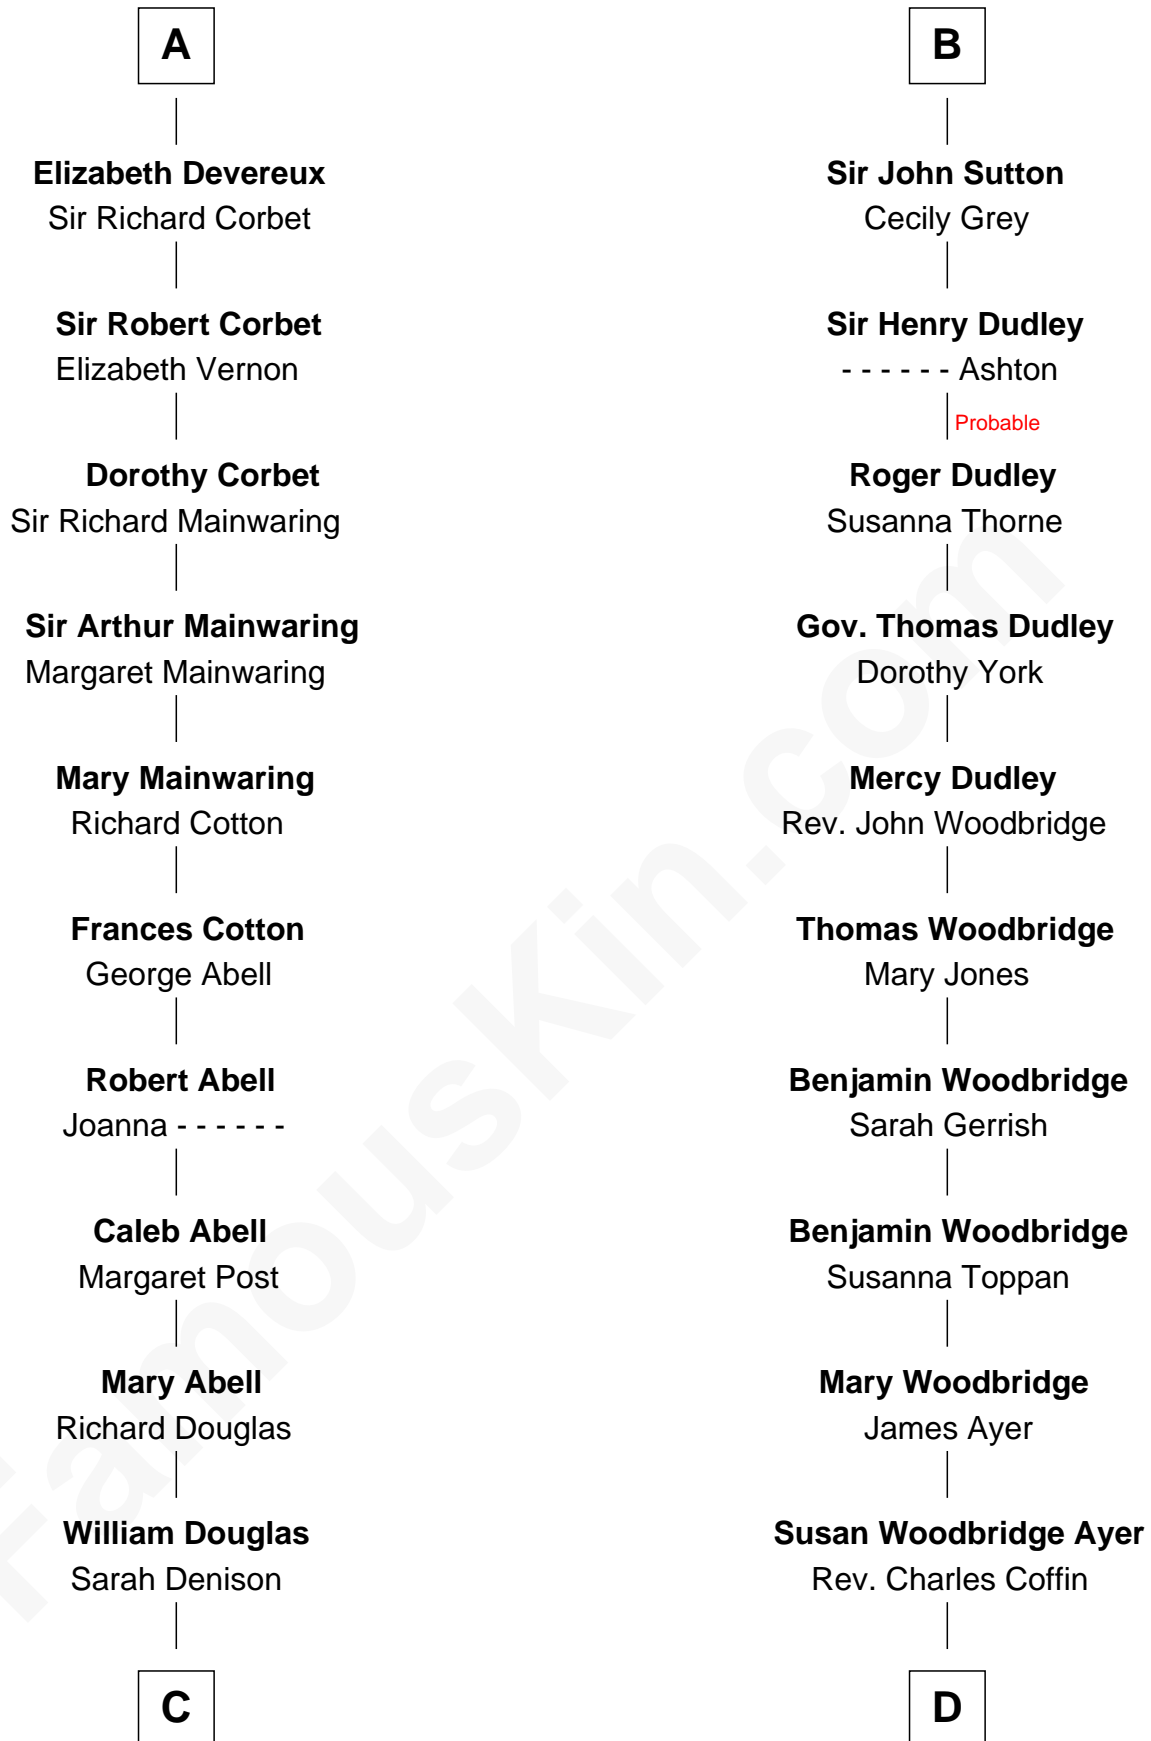 A
Elizabeth Devereux
Sir Richard Corbet
Sir Robert Corbet
Elizabeth Vernon
Dorothy Corbet
Sir Richard Mainwaring
Sir Arthur Mainwaring
Margaret Mainwaring
Mary Mainwaring
Richard Cotton
Frances Cotton
George Abell
Robert Abell
Joanna - - - - - -
Caleb Abell
Margaret Post
Mary Abell
Richard Douglas
William Douglas
Sarah Denison
C
B
Sir John Sutton
Cecily Grey
Sir Henry Dudley
- - - - - - Ashton
Probable
Roger Dudley
Susanna Thorne
Gov. Thomas Dudley
Dorothy York
Mercy Dudley
Rev. John Woodbridge
Thomas Woodbridge
Mary Jones
Benjamin Woodbridge
Sarah Gerrish
Benjamin Woodbridge
Susanna Toppan
Mary Woodbridge
James Ayer
Susan Woodbridge Ayer
Rev. Charles Coffin
D
FamousKin.com